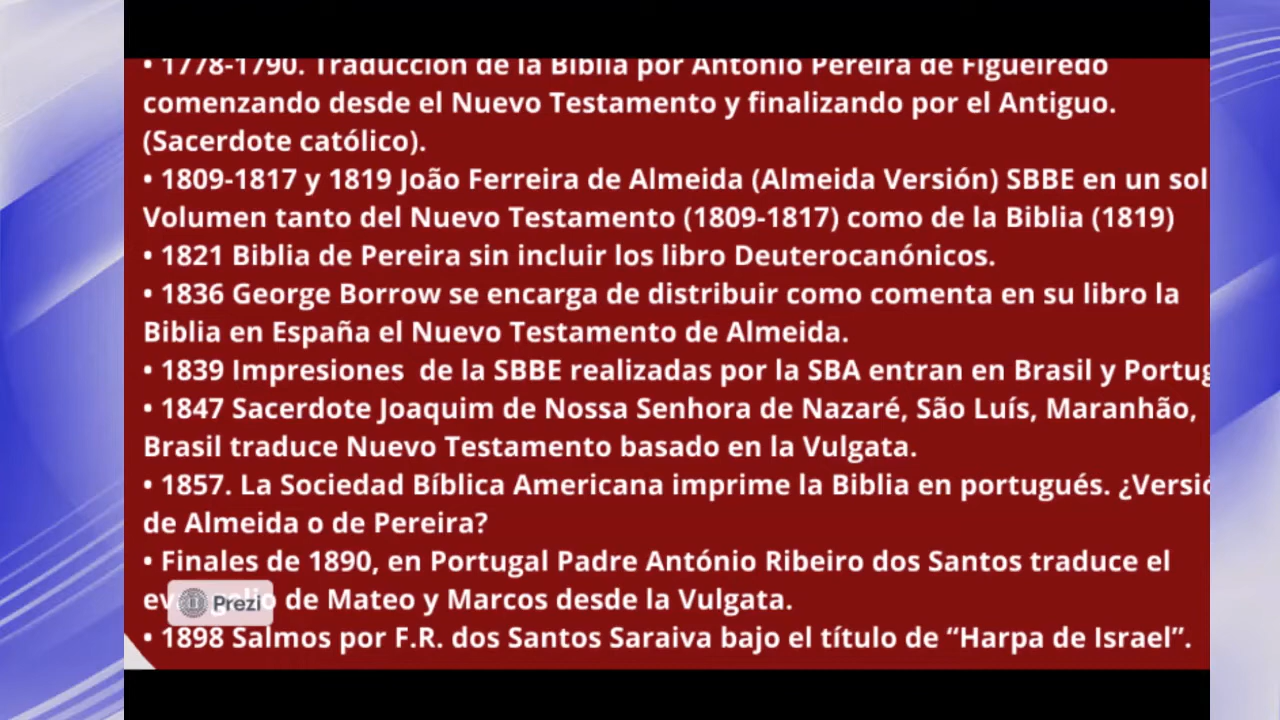 • 1778-1790. Traducción de la Biblia por António Pereira de Figueiredo
comenzando desde el Nuevo Testamento y finalizando por el Antiguo.
(Sacerdote católico).
• 1809-1817 y 1819 João Ferreira de Almeida (Almeida Versión) SBBE en un sol
Volumen tanto del Nuevo Testamento (1809-1817) como de la Biblia (1819)
• 1821 Biblia de Pereira sin incluir los libro Deuterocanónicos.
• 1836 George Borrow se encarga de distribuir como comenta en su libro la
Biblia en España el Nuevo Testamento de Almeida.
• 1839 Impresiones  de la SBBE realizadas por la SBA entran en Brasil y Portug
• 1847 Sacerdote Joaquim de Nossa Senhora de Nazaré, São Luís, Maranhão,
Brasil traduce Nuevo Testamento basado en la Vulgata.
• 1857. La Sociedad Bíblica Americana imprime la Biblia en portugués. ¿Versió
de Almeida o de Pereira?
• Finales de 1890, en Portugal Padre António Ribeiro dos Santos traduce el
evangelio de Mateo y Marcos desde la Vulgata.
Prezi
• 1898 Salmos por F.R. dos Santos Saraiva bajo el título de “Harpa de Israel”.